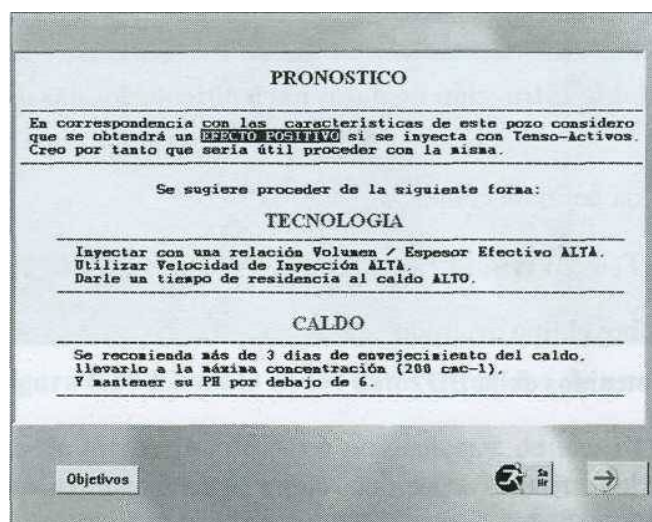 PRONOSTICO
En correspondencia con las características de este pozo considero
que se obtendrá un EFECTO POSITIVO si se inyecta con Tenso-Activos.
Creo por tanto que sería útil proceder con la misma.
Se sugiere proceder de la siguiente forma:
TECNOLOGIA
Inyectar con una relación Volumen / Espesor Efectivo ALTA.
Utilizar Velocidad de Inyección ALTA.
Darle un tiempo de residencia al caldo ALTO.
CALDO
Se recomienda más de 3 días de envejecimiento del caldo,
llevarlo a la máxima concentración (200 cmc-1),
Y mantener su PH por debajo de 6.
Objetivos
Sa
lir